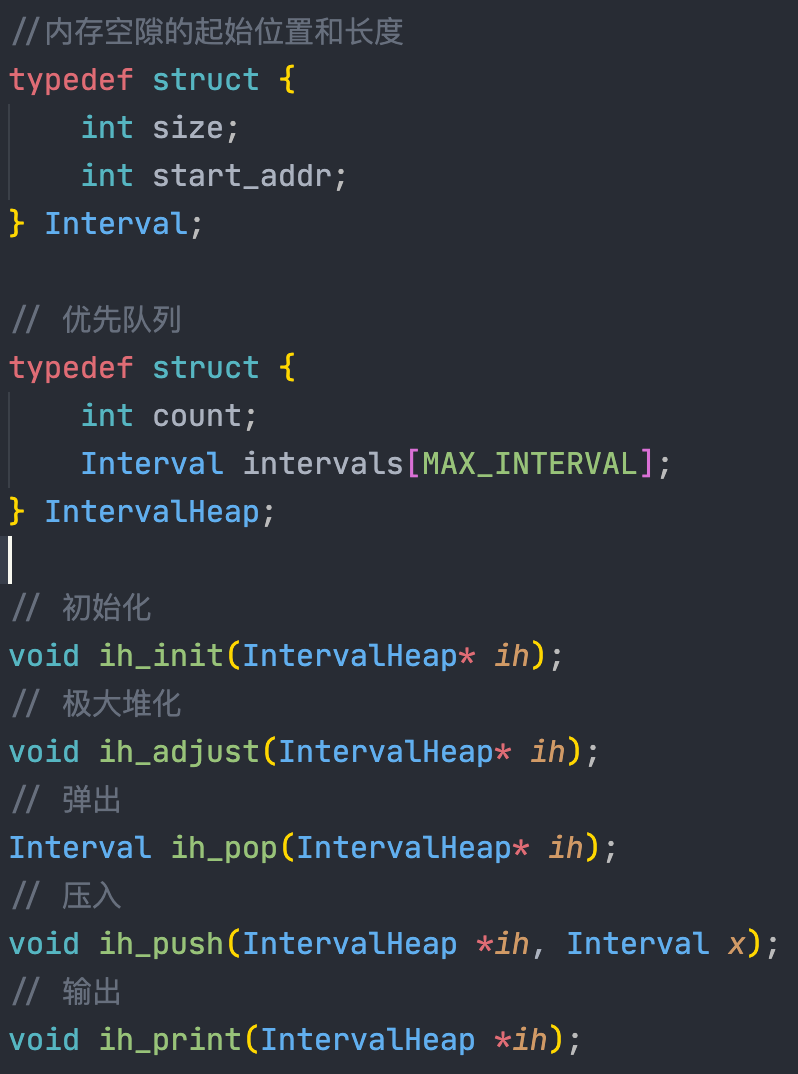 //内存空隙的起始位置和长度
typedef struct {
    int size;
    int start_addr;
} Interval;

// 优先队列
typedef struct {
    int count;
    Interval intervals[MAX_INTERVAL];
} IntervalHeap;

// 初始化
void ih_init(IntervalHeap* ih);
// 极大堆化
void ih_adjust(IntervalHeap* ih);
// 弹出
Interval ih_pop(IntervalHeap* ih);
// 压入
void ih_push(IntervalHeap *ih, Interval x);
// 输出
void ih_print(IntervalHeap *ih);